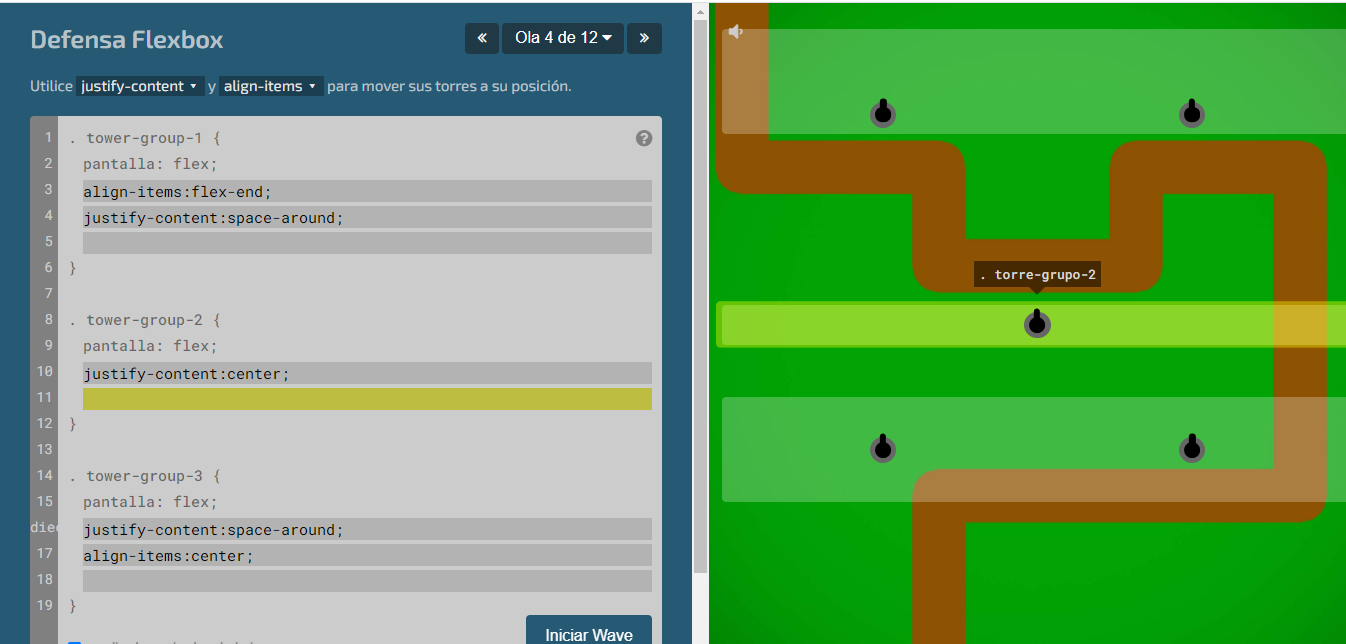 Defensa Flexbox
« Ola 4 de 12 »
Utilice justify-content y align-items para mover sus torres a su posición.
1 . tower-group-1 {
2 pantalla: flex;
3 align-items:flex-end;
4 justify-content:space-around;
5
6 }
7
8 . tower-group-2 {
9 pantalla: flex;
10 justify-content:center;
11
12 }
13
14 . tower-group-3 {
15 pantalla: flex;
justify-content:space-around;
17 align-items:center;
18
19 }
Iniciar Wave
?
. torre-grupo-2